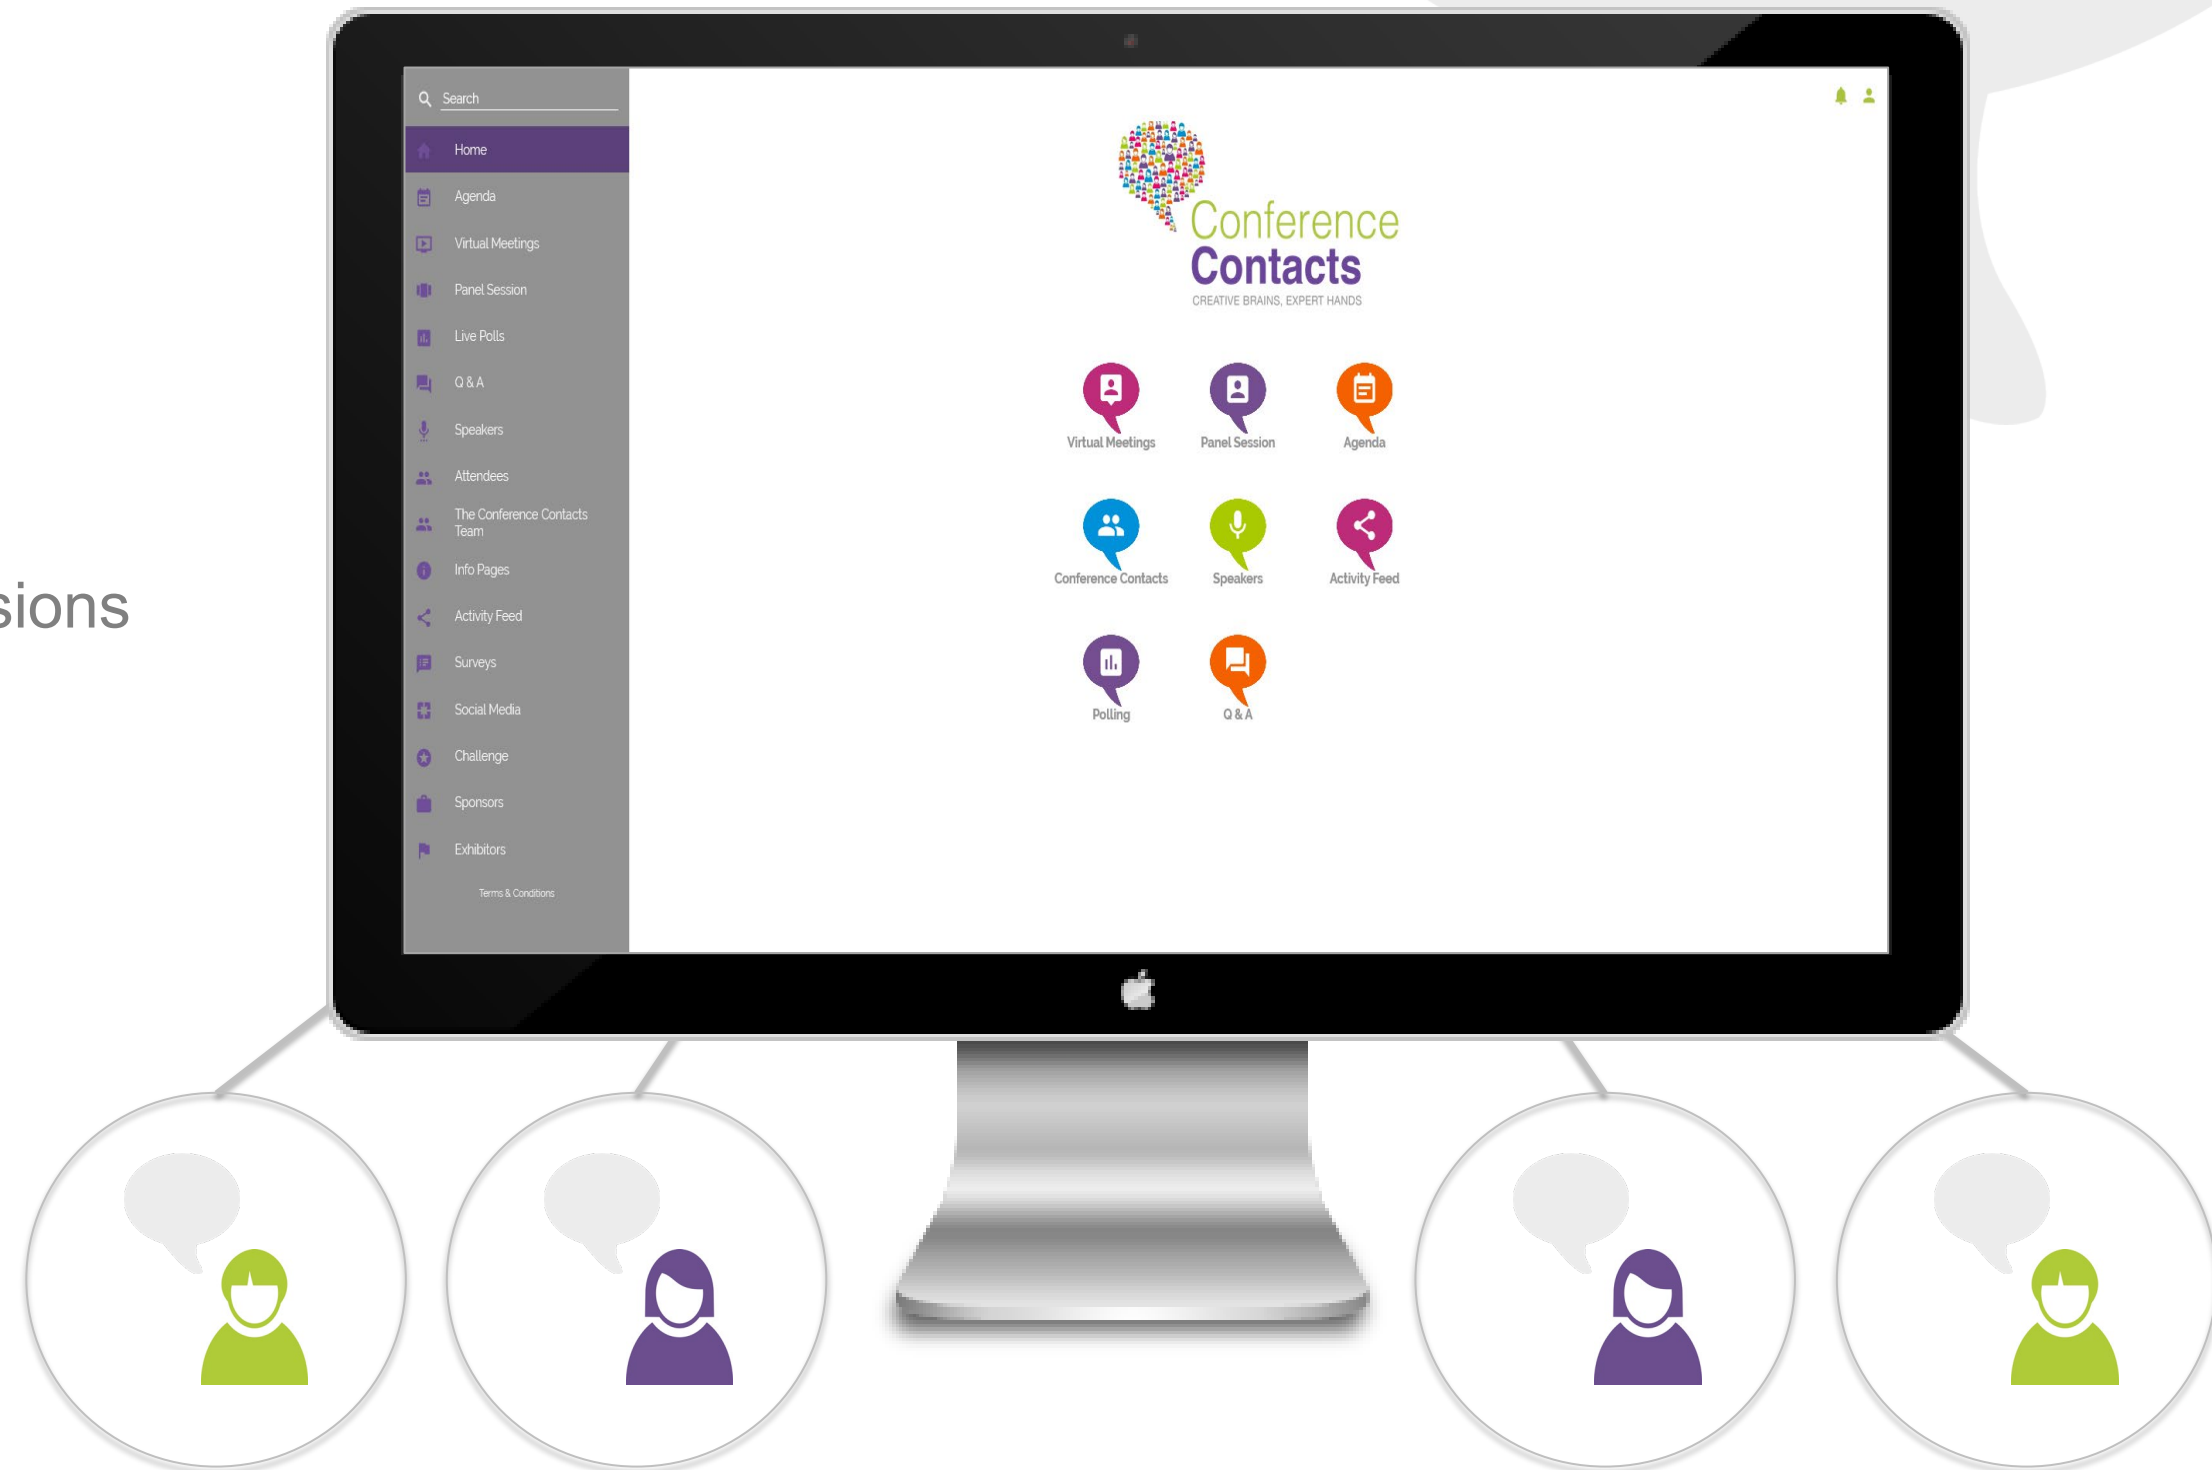 sions
Search
Home
Agenda
Virtual Meetings
Panel Session
Live Polls
Q & A
Speakers
Attendees
The Conference Contacts
Team
Info Pages
Activity Feed
Surveys
Social Media
Challenge
Sponsors
Exhibitors
Terms & Conditions
Conference
Contacts
CREATIVE BRAINS, EXPERT HANDS
Virtual Meetings
Panel Session
Agenda
Conference Contacts
Speakers
Activity Feed
Polling
Q & A